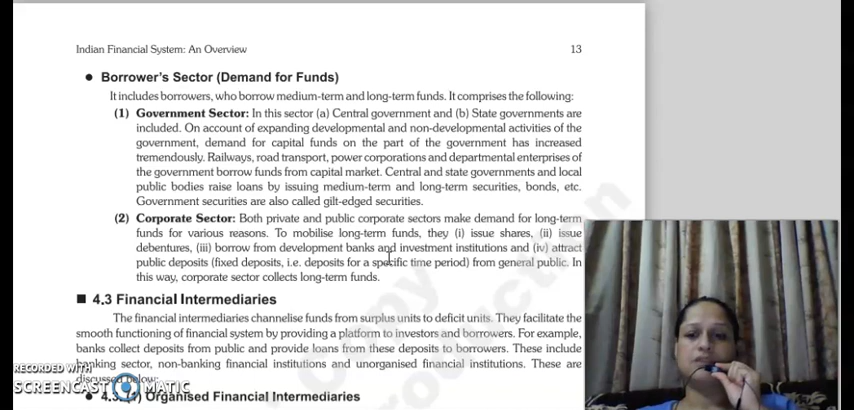 Indian Financial System: An Overview 13
● Borrower's Sector (Demand for Funds)
It includes borrowers, who borrow medium-term and long-term funds. It comprises the following:
(1) Government Sector: In this sector (a) Central government and (b) State governments are
included. On account of expanding developmental and non-developmental activities of the
government, demand for capital funds on the part of the government has increased
tremendously. Railways, road transport, power corporations and departmental enterprises of
the government borrow funds from capital market. Central and state governments and local
public bodies raise loans by issuing medium-term and long-term securities, bonds, etc.
Government securities are also called gilt-edged securities.
(2) Corporate Sector: Both private and public corporate sectors make demand for long-term
funds for various reasons. To mobilise long-term funds, they (i) issue shares, (ii) issue
debentures, (iii) borrow from development banks and investment institutions and (iv) attract
public deposits (fixed deposits, i.e. deposits for a specific time period) from general public. In
this way, corporate sector collects long-term funds.
■ 4.3 Financial Intermediaries
The financial intermediaries channelise funds from surplus units to deficit units. They facilitate the
smooth functioning of financial system by providing a platform to investors and borrowers. For example,
banks collect deposits from public and provide loans from these deposits to borrowers. These include
banking sector, non-banking financial institutions and unorganised financial institutions. These are
discussed below:
● 4.3. (1) Organised Financial Intermediaries
RECORDED WITH
SCREENCAST MATIC